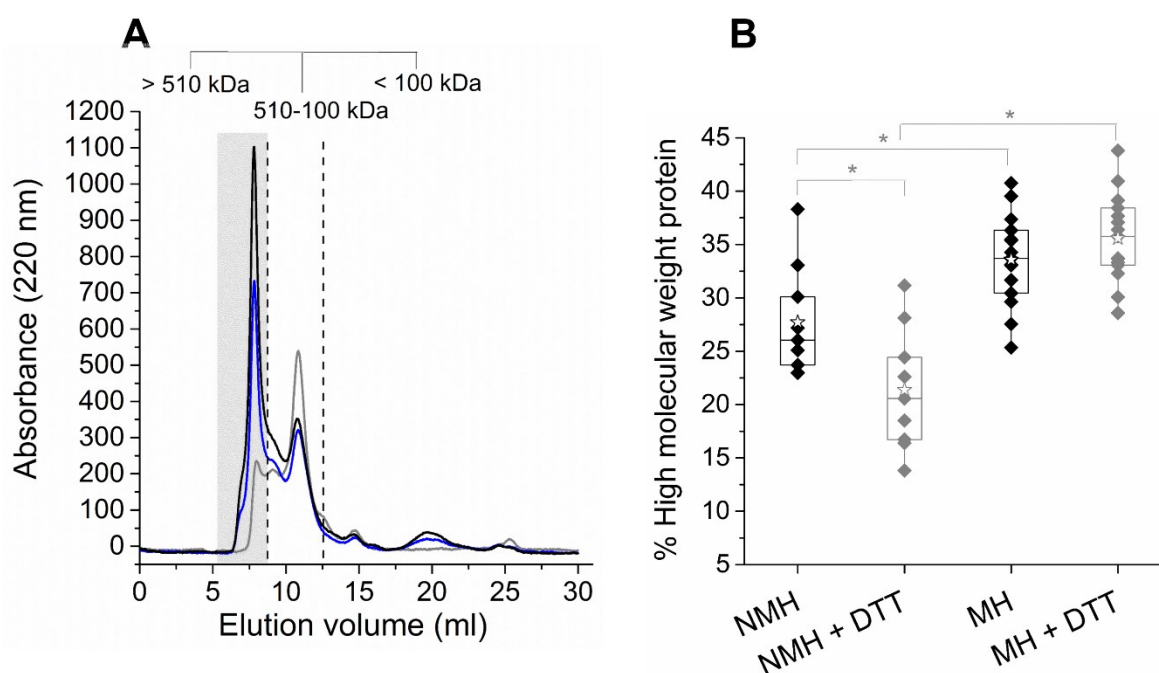 A
> 510 kDa
< 100 kDa
510-100 kDa
1200
1100
1000
900
800
700
600
500
400
300
200
100
0
Absorbance (220 nm)
0 5 10 15 20 25 30
Elution volume (ml)
B
45
40
35
30
25
20
15
10
5
% High molecular weight protein
*
*
*
NMH
NMH + DTT
MH
MH + DTT